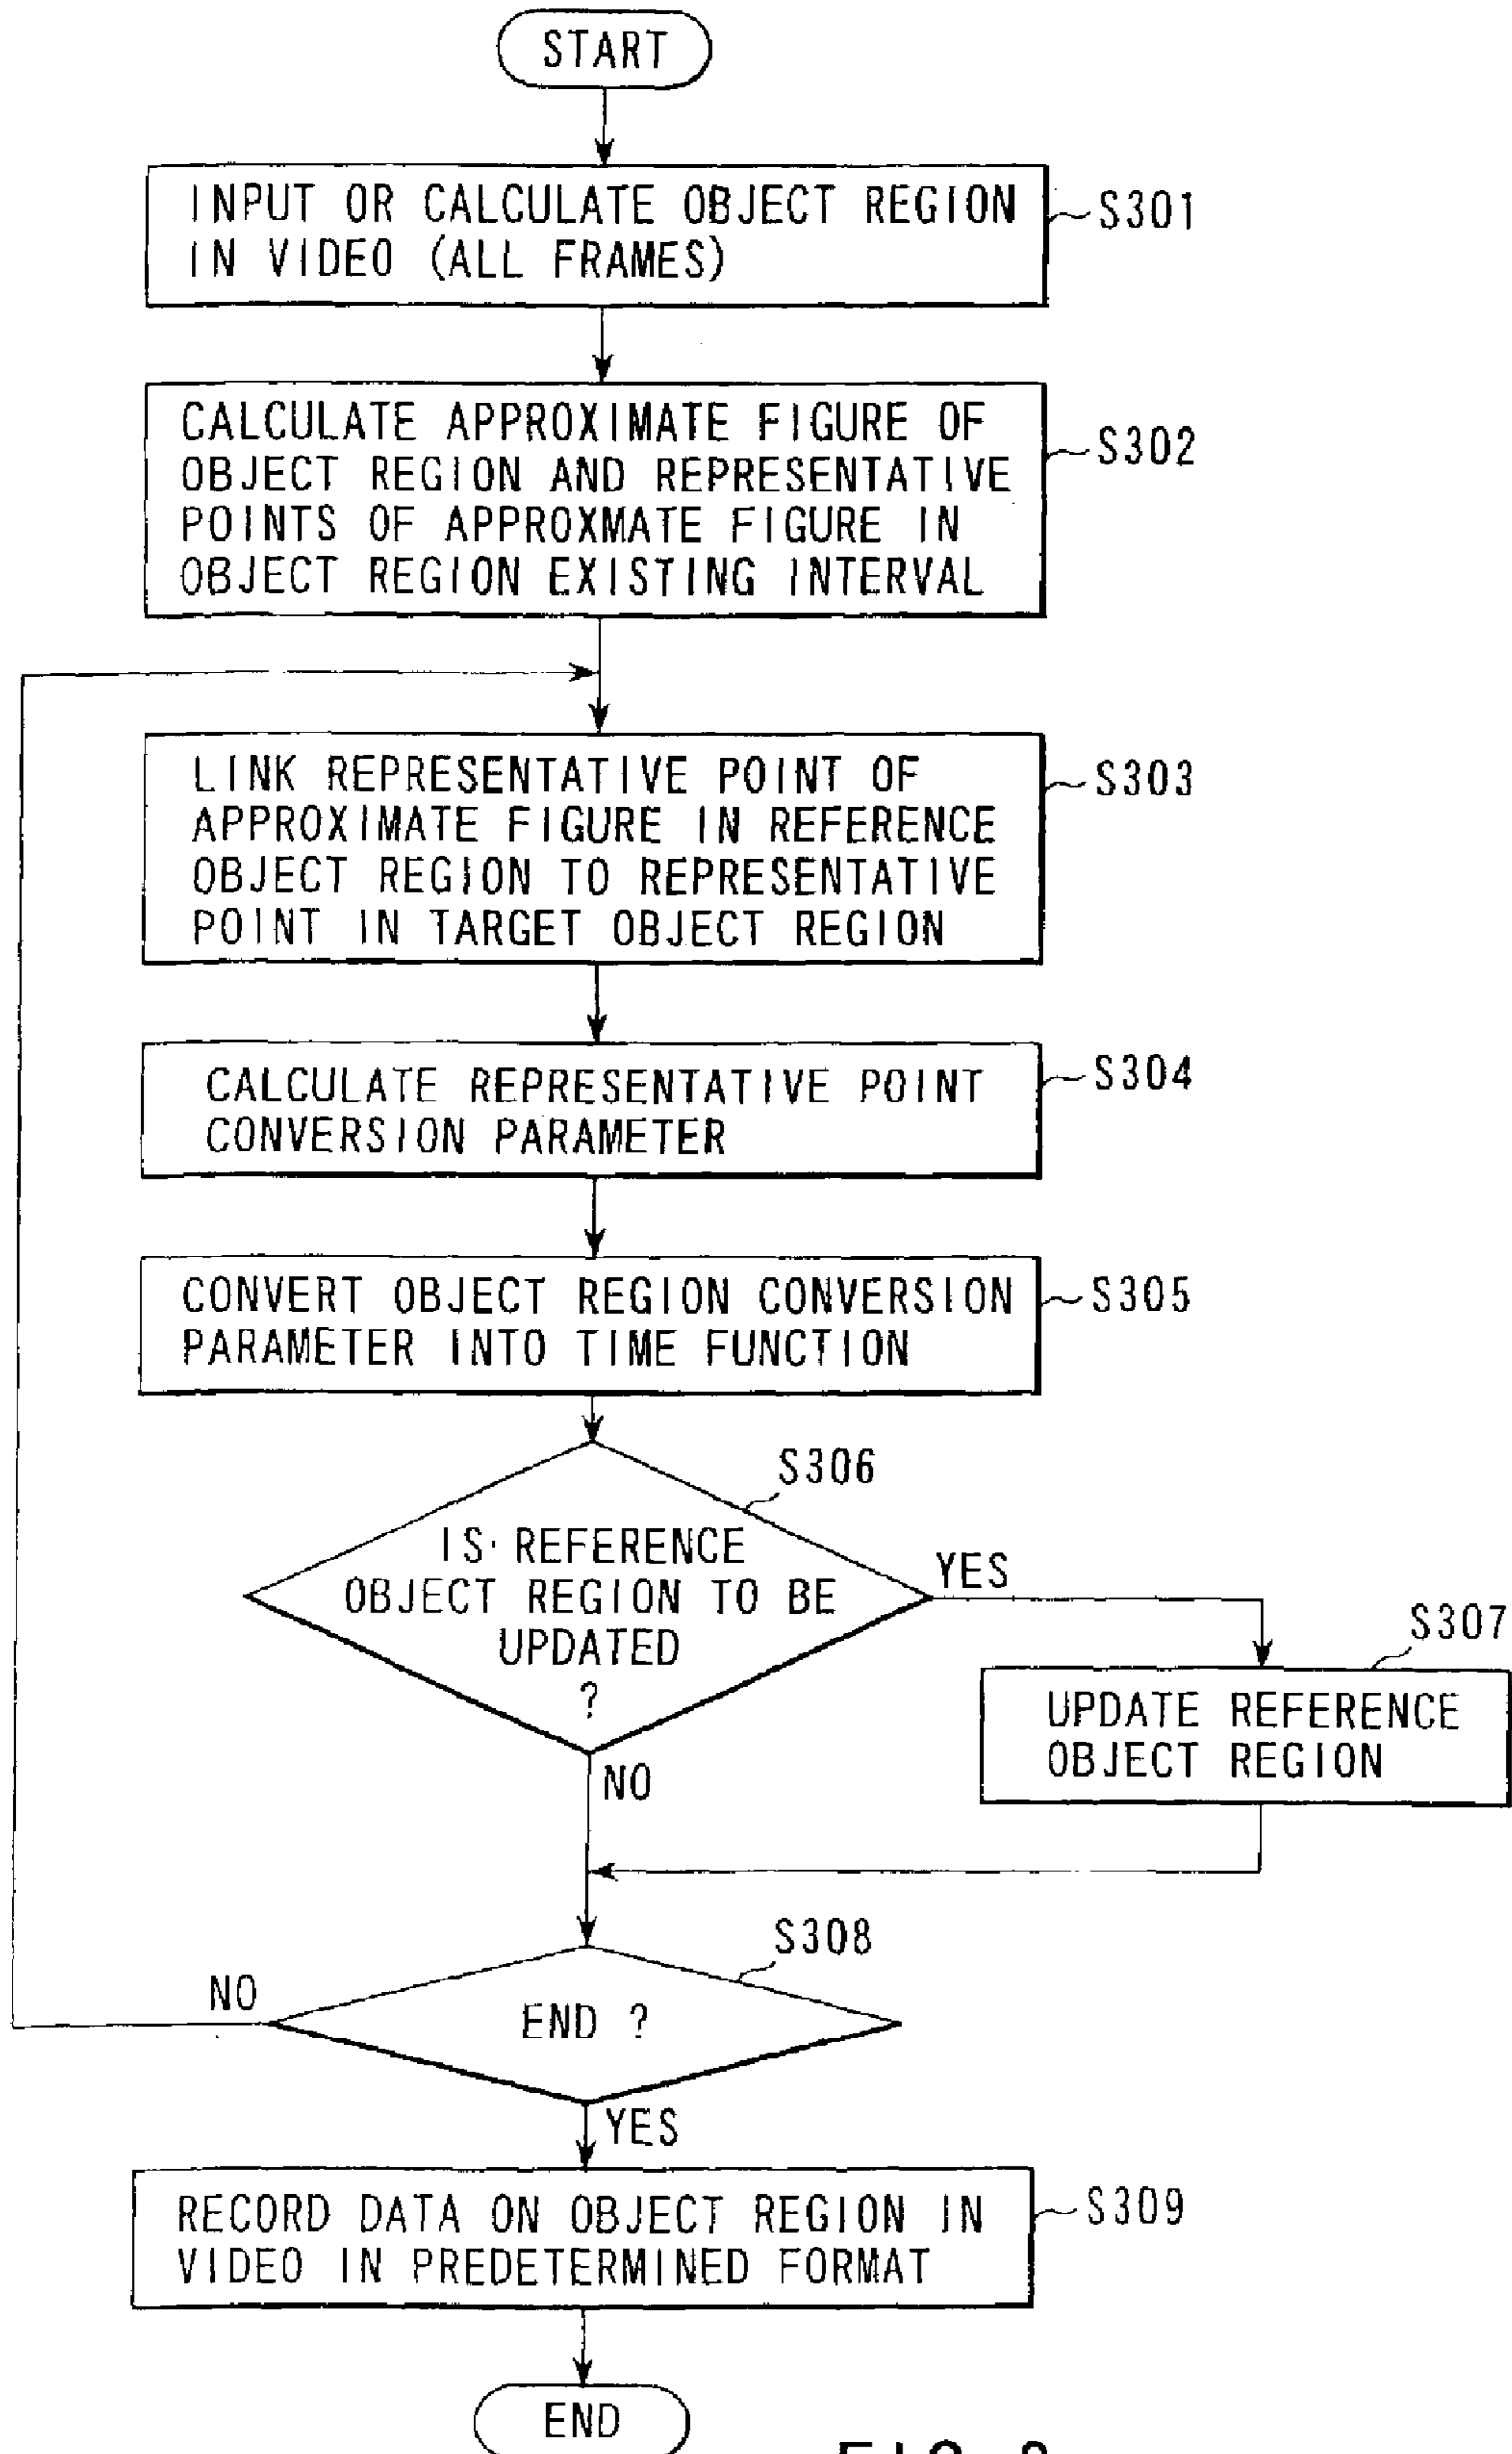 START
INPUT OR CALCULATE OBJECT REGION
IN VIDEO (ALL FRAMES)
S301
CALCULATE APPROXIMATE FIGURE OF
OBJECT REGION AND REPRESENTATIVE
POINTS OF APPROXMATE FIGURE IN
OBJECT REGION EXISTING INTERVAL
S302
LINK REPRESENTATIVE POINT OF
APPROXIMATE FIGURE IN REFERENCE
OBJECT REGION TO REPRESENTATIVE
POINT IN TARGET OBJECT REGION
S303
CALCULATE REPRESENTATIVE POINT
CONVERSION PARAMETER
S304
CONVERT OBJECT REGION CONVERSION
PARAMETER INTO TIME FUNCTION
S305
S306
IS REFERENCE
OBJECT REGION TO BE
UPDATED
?
YES
NO
S307
UPDATE REFERENCE
OBJECT REGION
S308
END ?
NO
YES
RECORD DATA ON OBJECT REGION IN
VIDEO IN PREDETERMINED FORMAT
S309
END